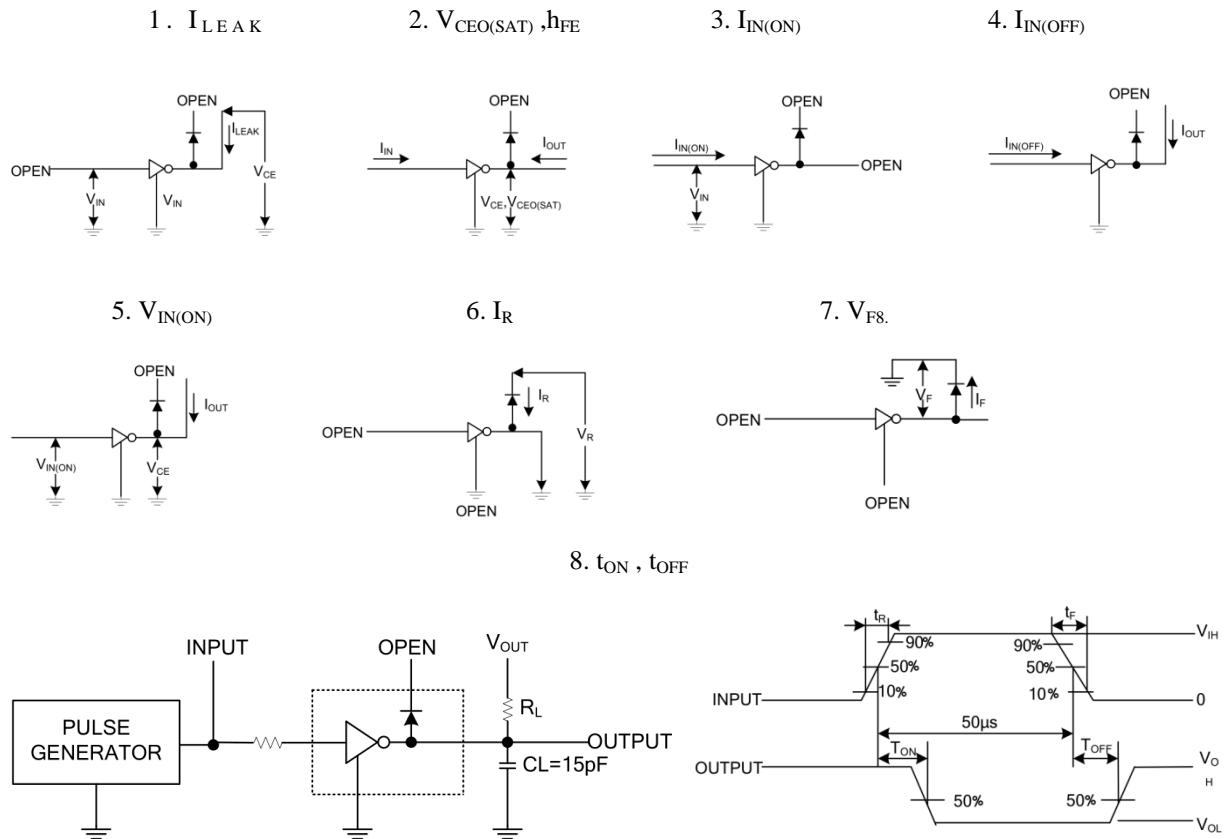 1. I LEAK
2. VCEO(SAT) ,hFE
3. IIN(ON)
4. IIN(OFF)
OPEN
ILEAK
OPEN
VIN
VIN
VCE
OPEN
IIN
IOUT
VCE,VCEO(SAT)
OPEN
IIN(ON)
OPEN
VIN
OPEN
IIN(OFF)
IOUT
5. VIN(ON)
6. IR
7. VF8.
OPEN
IOUT
VIN(ON)
VCE
IR
OPEN
VR
OPEN
VF
IF
OPEN
OPEN
8. tON , tOFF
INPUT
OPEN
VOUT
RL
PULSE
GENERATOR
OUTPUT
CL=15pF
tR
tF
VIH
90%
90%
50%
50%
INPUT
10%
10%
0
50µs
TON
TOFF
OUTPUT
VO
H
50%
50%
VOL